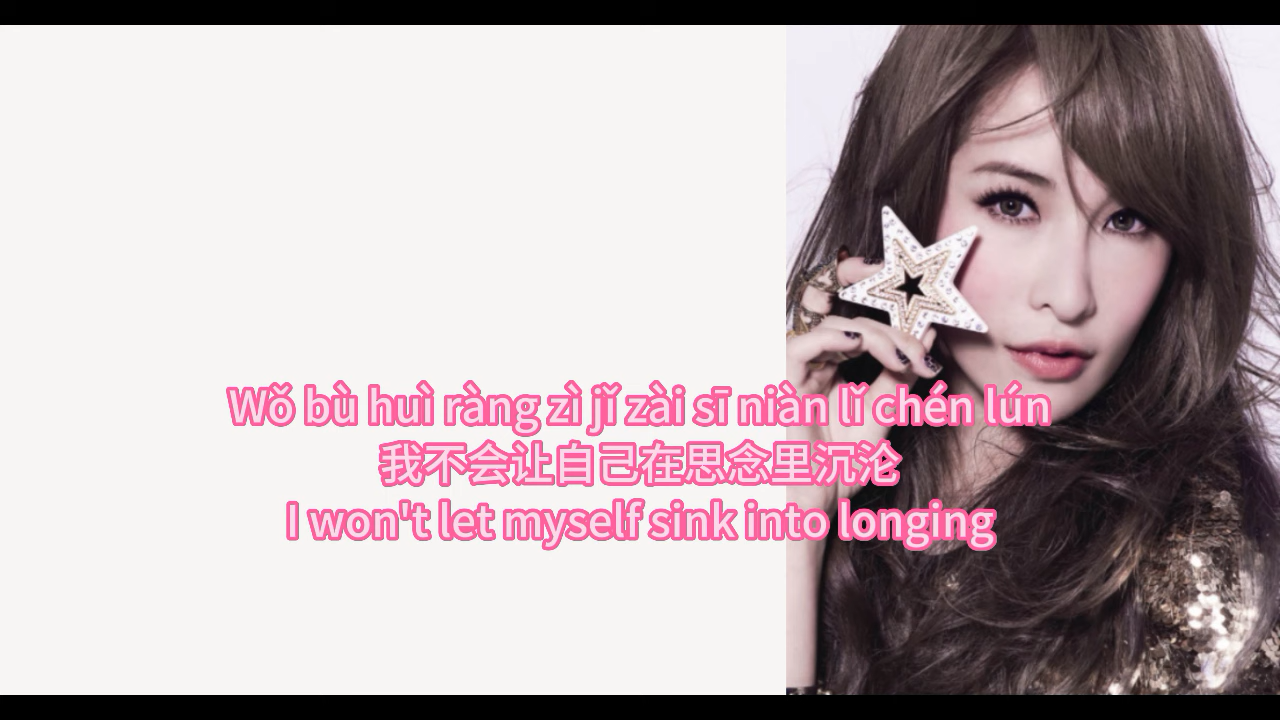 Wǒ bù huì ràng zì jǐ zài sī niàn lǐ chén lún
我不会让自己在思念里沉沦
I won't let myself sink into longing